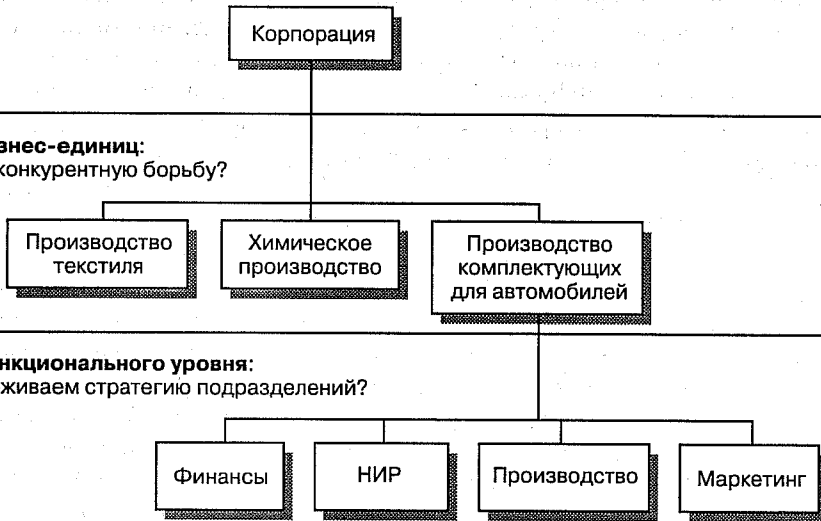 Корпорация
знес-единиц:
конкурентную борьбу?
Производство
текстиля
Химическое
производство
Производство
комплектующих
для автомобилей
нкционального уровня:
живаем стратегию подразделений?
Финансы
НИР
Производство
Маркетинг